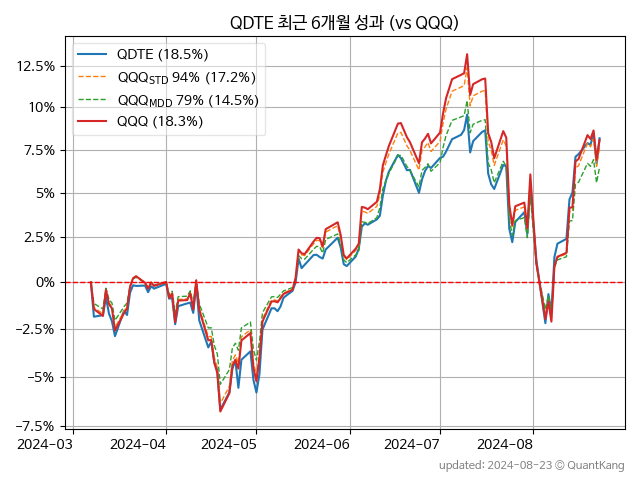 QDTE 최근 6개월 성과 (vs QQQ)
QDTE (18.5%)
QQQSTD 94% (17.2%)
QQQMDD 79% (14.5%)
QQQ (18.3%)
12.5%
10%
7.5%
5%
2.5%
0%
−2.5%
−5%
−7.5%
2024-03 2024-04 2024-05 2024-06 2024-07 2024-08
updated: 2024-08-23 © QuantKang